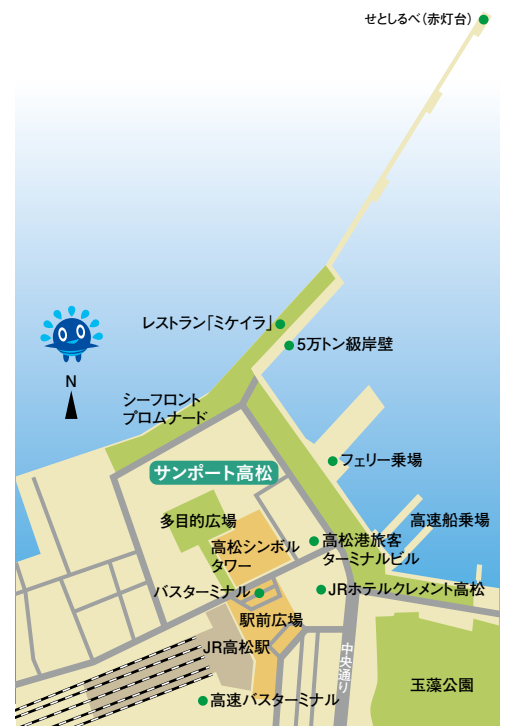 せとしるべ（赤灯台）
レストラン「ミケイラ」
5万トン級岸壁
N
シーフロント
プロムナード
フェリー乗場
サンポート高松
多目的広場
高速船乗場
高松シンボル
タワー
高松港旅客
ターミナルビル
バスターミナル
JRホテルクレメント高松
駅前広場
JR高松駅
中央通り
玉藻公園
高速バスターミナル